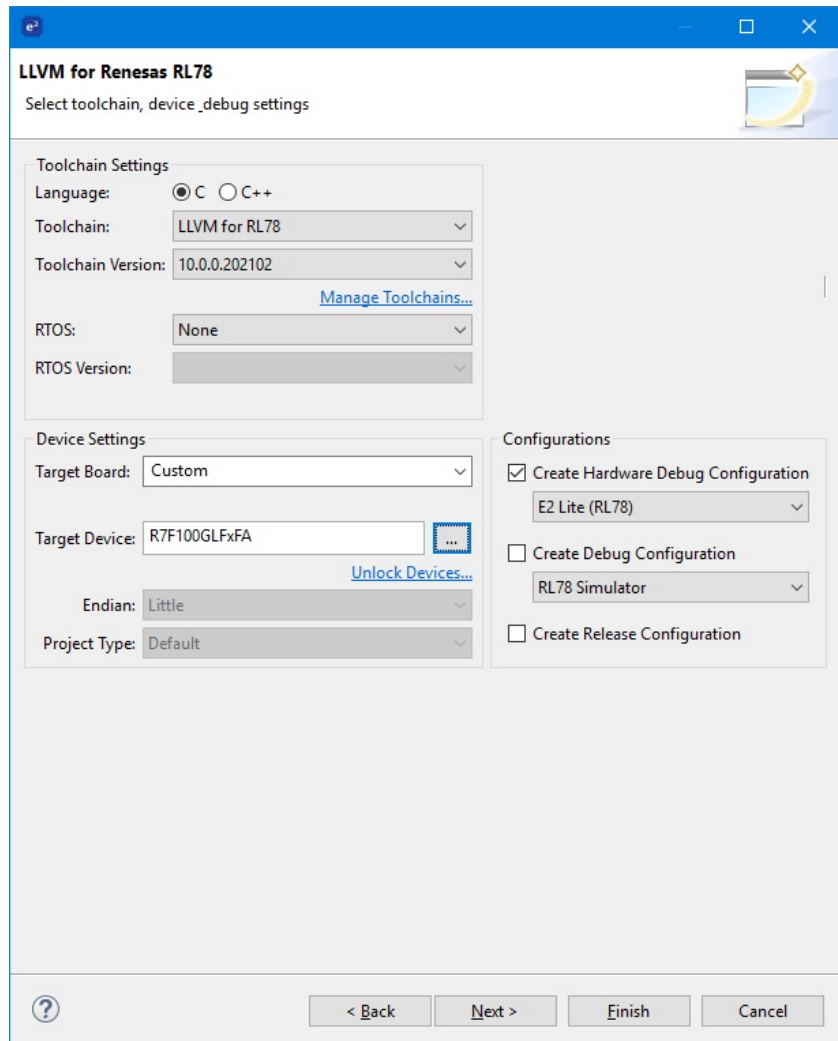 e²
LLVM for Renesas RL78
Select toolchain, device _debug settings
Toolchain Settings
Language: C C++
Toolchain: LLVM for RL78
Toolchain Version: 10.0.0.202102
Manage Toolchains...
RTOS: None
RTOS Version:
Device Settings
Target Board: Custom
Target Device: R7F100GLFxFA ...
Unlock Devices...
Endian: Little
Project Type: Default
Configurations
Create Hardware Debug Configuration
E2 Lite (RL78)
Create Debug Configuration
RL78 Simulator
Create Release Configuration
? < Back Next > Finish Cancel